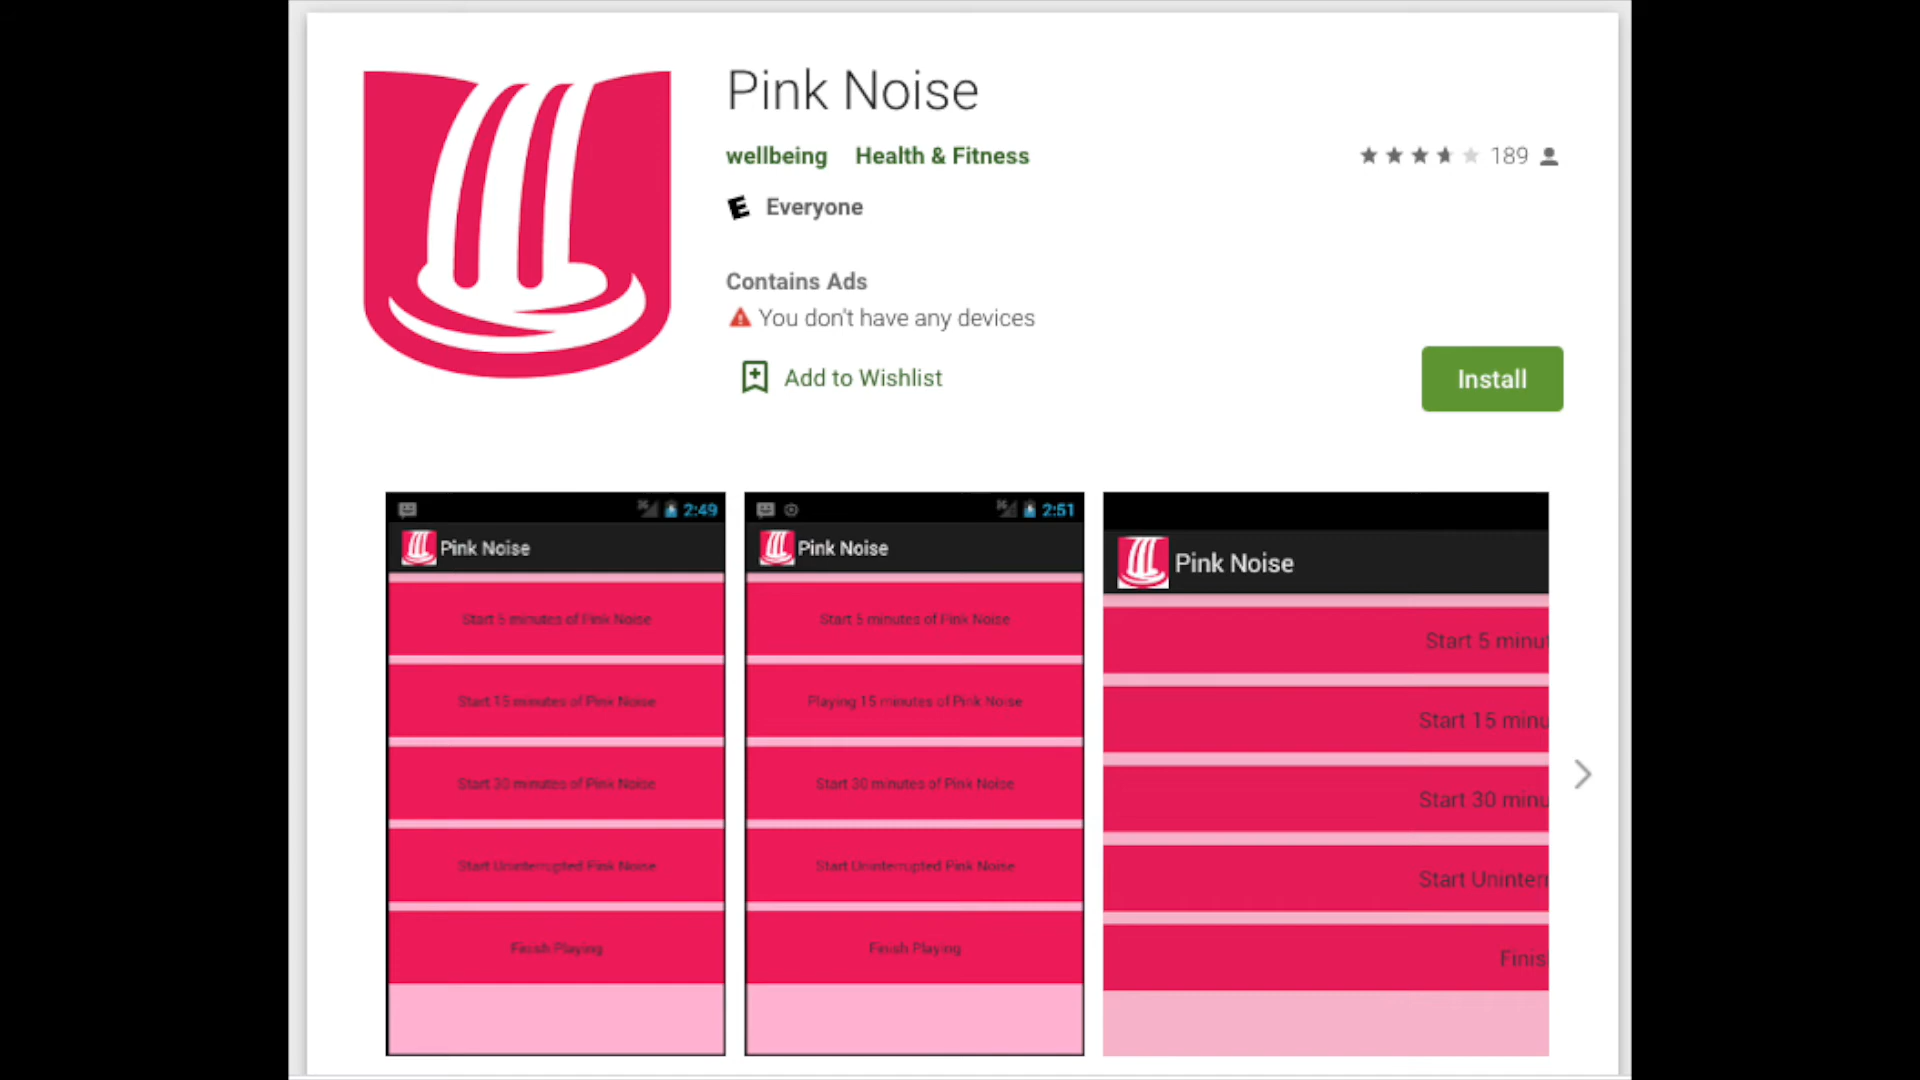 Pink Noise
wellbeing Health & Fitness
189
E Everyone
Contains Ads
You don't have any devices
Add to Wishlist
Install
2:49
Pink Noise
Start 5 minutes of Pink Noise
Start 15 minutes of Pink Noise
Start 30 minutes of Pink Noise
Start Uninterrupted Pink Noise
Finish Playing
2:51
Pink Noise
Start 5 minutes of Pink Noise
Playing 15 minutes of Pink Noise
Start 30 minutes of Pink Noise
Start Uninterrupted Pink Noise
Finish Playing
Pink Noise
Start 5 minut
Start 15 minu
Start 30 minu
Start Uninter
Finis